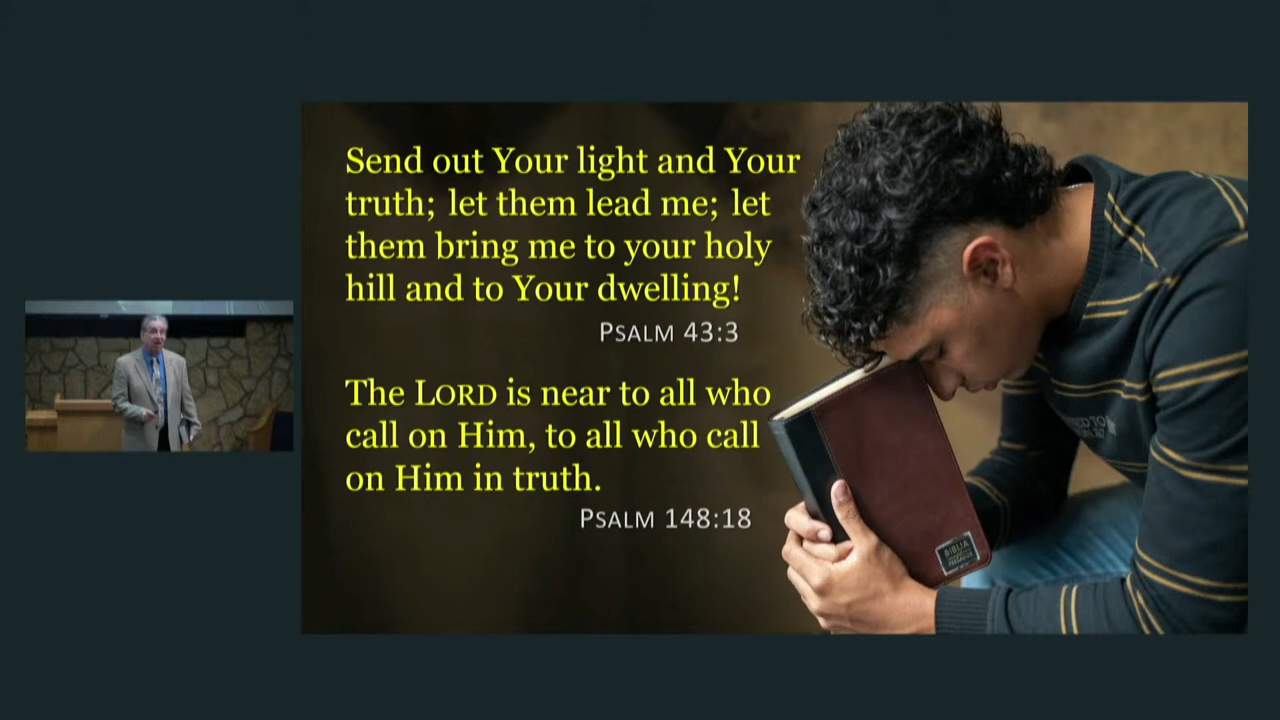 Send out Your light and Your
truth; let them lead me; let
them bring me to your holy
hill and to Your dwelling!
PSALM 43:3
The LORD is near to all who
call on Him, to all who call
on Him in truth.
PSALM 148:18
BIBLIA